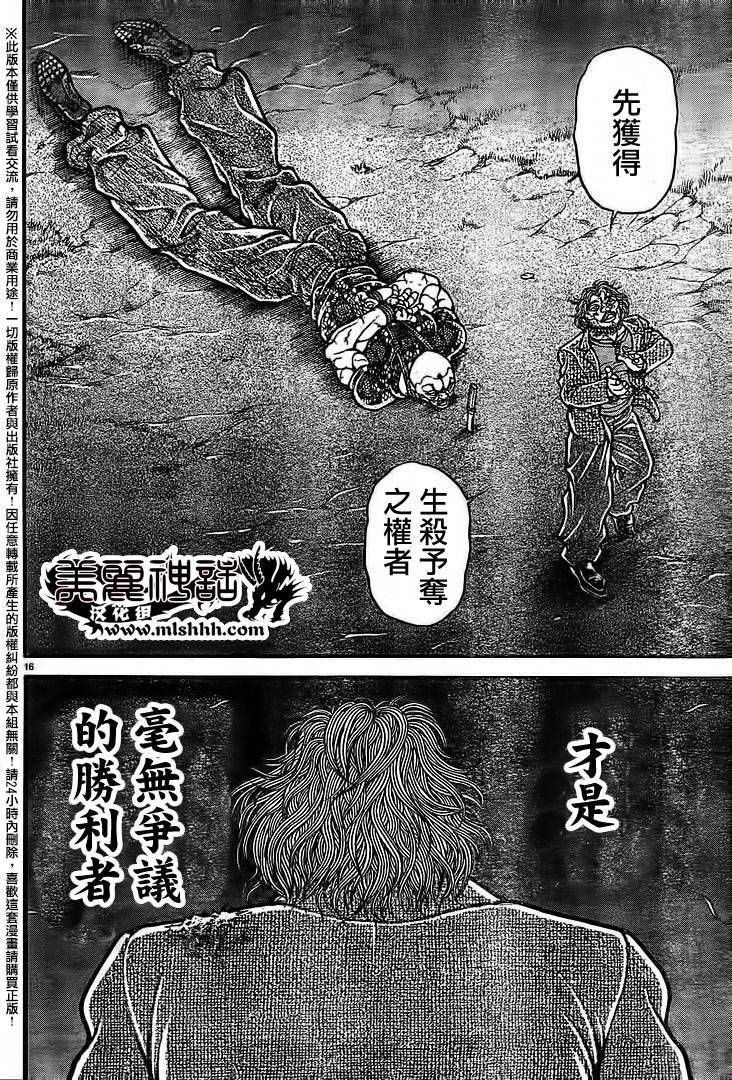 先獲得
生殺予奪
之權者
才是
毫無爭議
的勝利者
美麗神話
汉化组
www.mlshhh.com
16
※此版本僅供學習試看交流，請勿用於商業用途！一切版權歸原作者與出版社擁有！因任意轉載所產生的版權糾紛都與本組無關！請24小時內刪除，喜歡這套漫畫請購買正版！